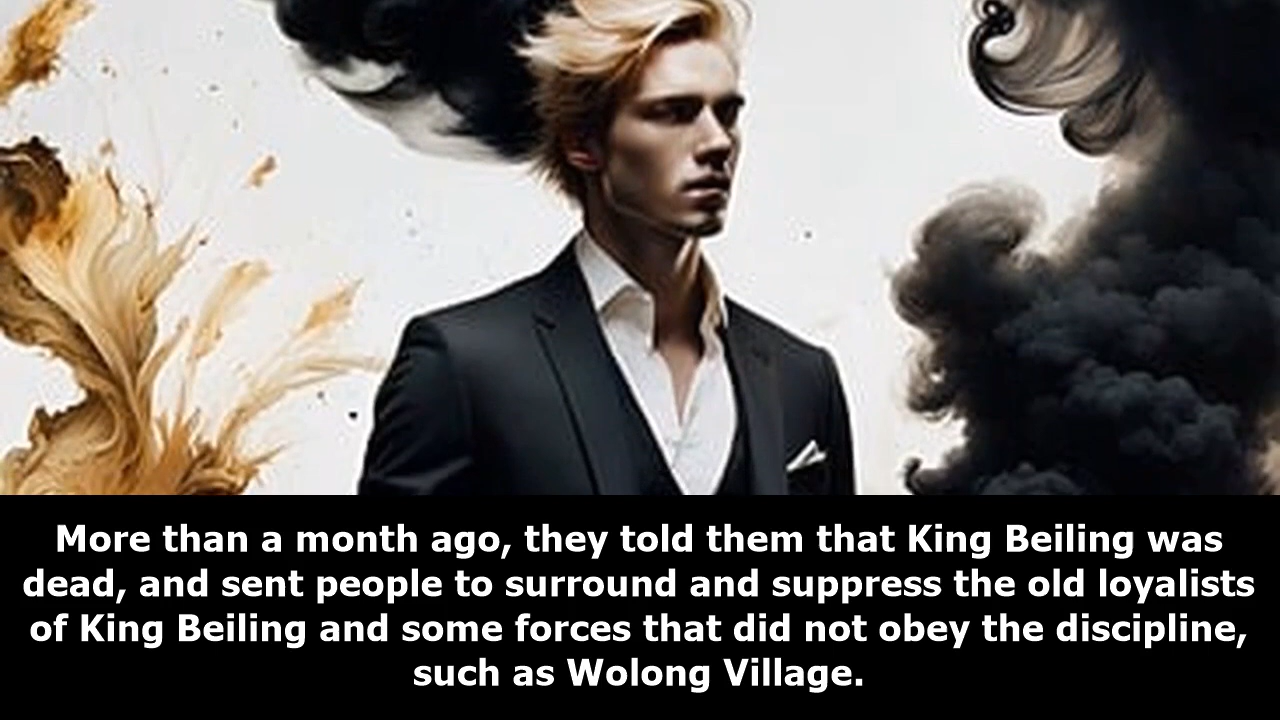 More than a month ago, they told them that King Beiling was
dead, and sent people to surround and suppress the old loyalists
of King Beiling and some forces that did not obey the discipline,
such as Wolong Village.